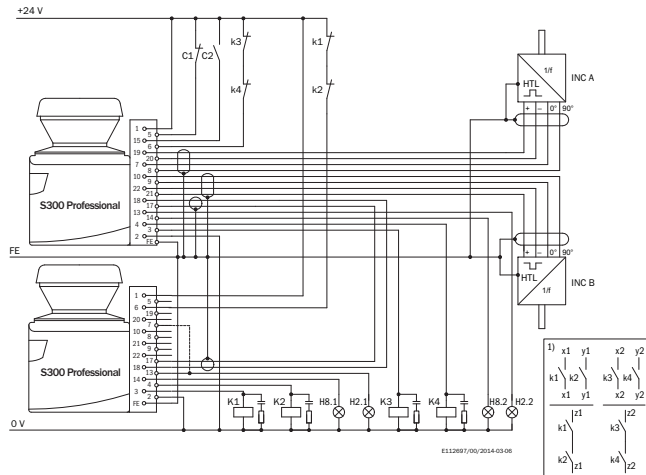 +24 V
C1 C2 k3 k1
k4 k2
1/f
HTL
INC A
+ – 0° 90°
1
5
15
6
19
20
7
8
10
9
22
21
18
17
13
14
4
3
2
FE
S300 Professional
FE
+ – 0° 90°
HTL
1/f
INC B
1
5
6
19
20
7
10
8
21
9
22
17
18
13
14
4
3
2
FE
S300 Professional
K1 K2 H8.1 H2.1 K3 K4 H8.2 H2.2
0 V
E112697/00/2014-03-06
1)
x1 y1 x2 y2
k1 k2 k3 k4
x1 y1 x2 y2
z1 z2
k1 k3
k2 k4
z1 z2